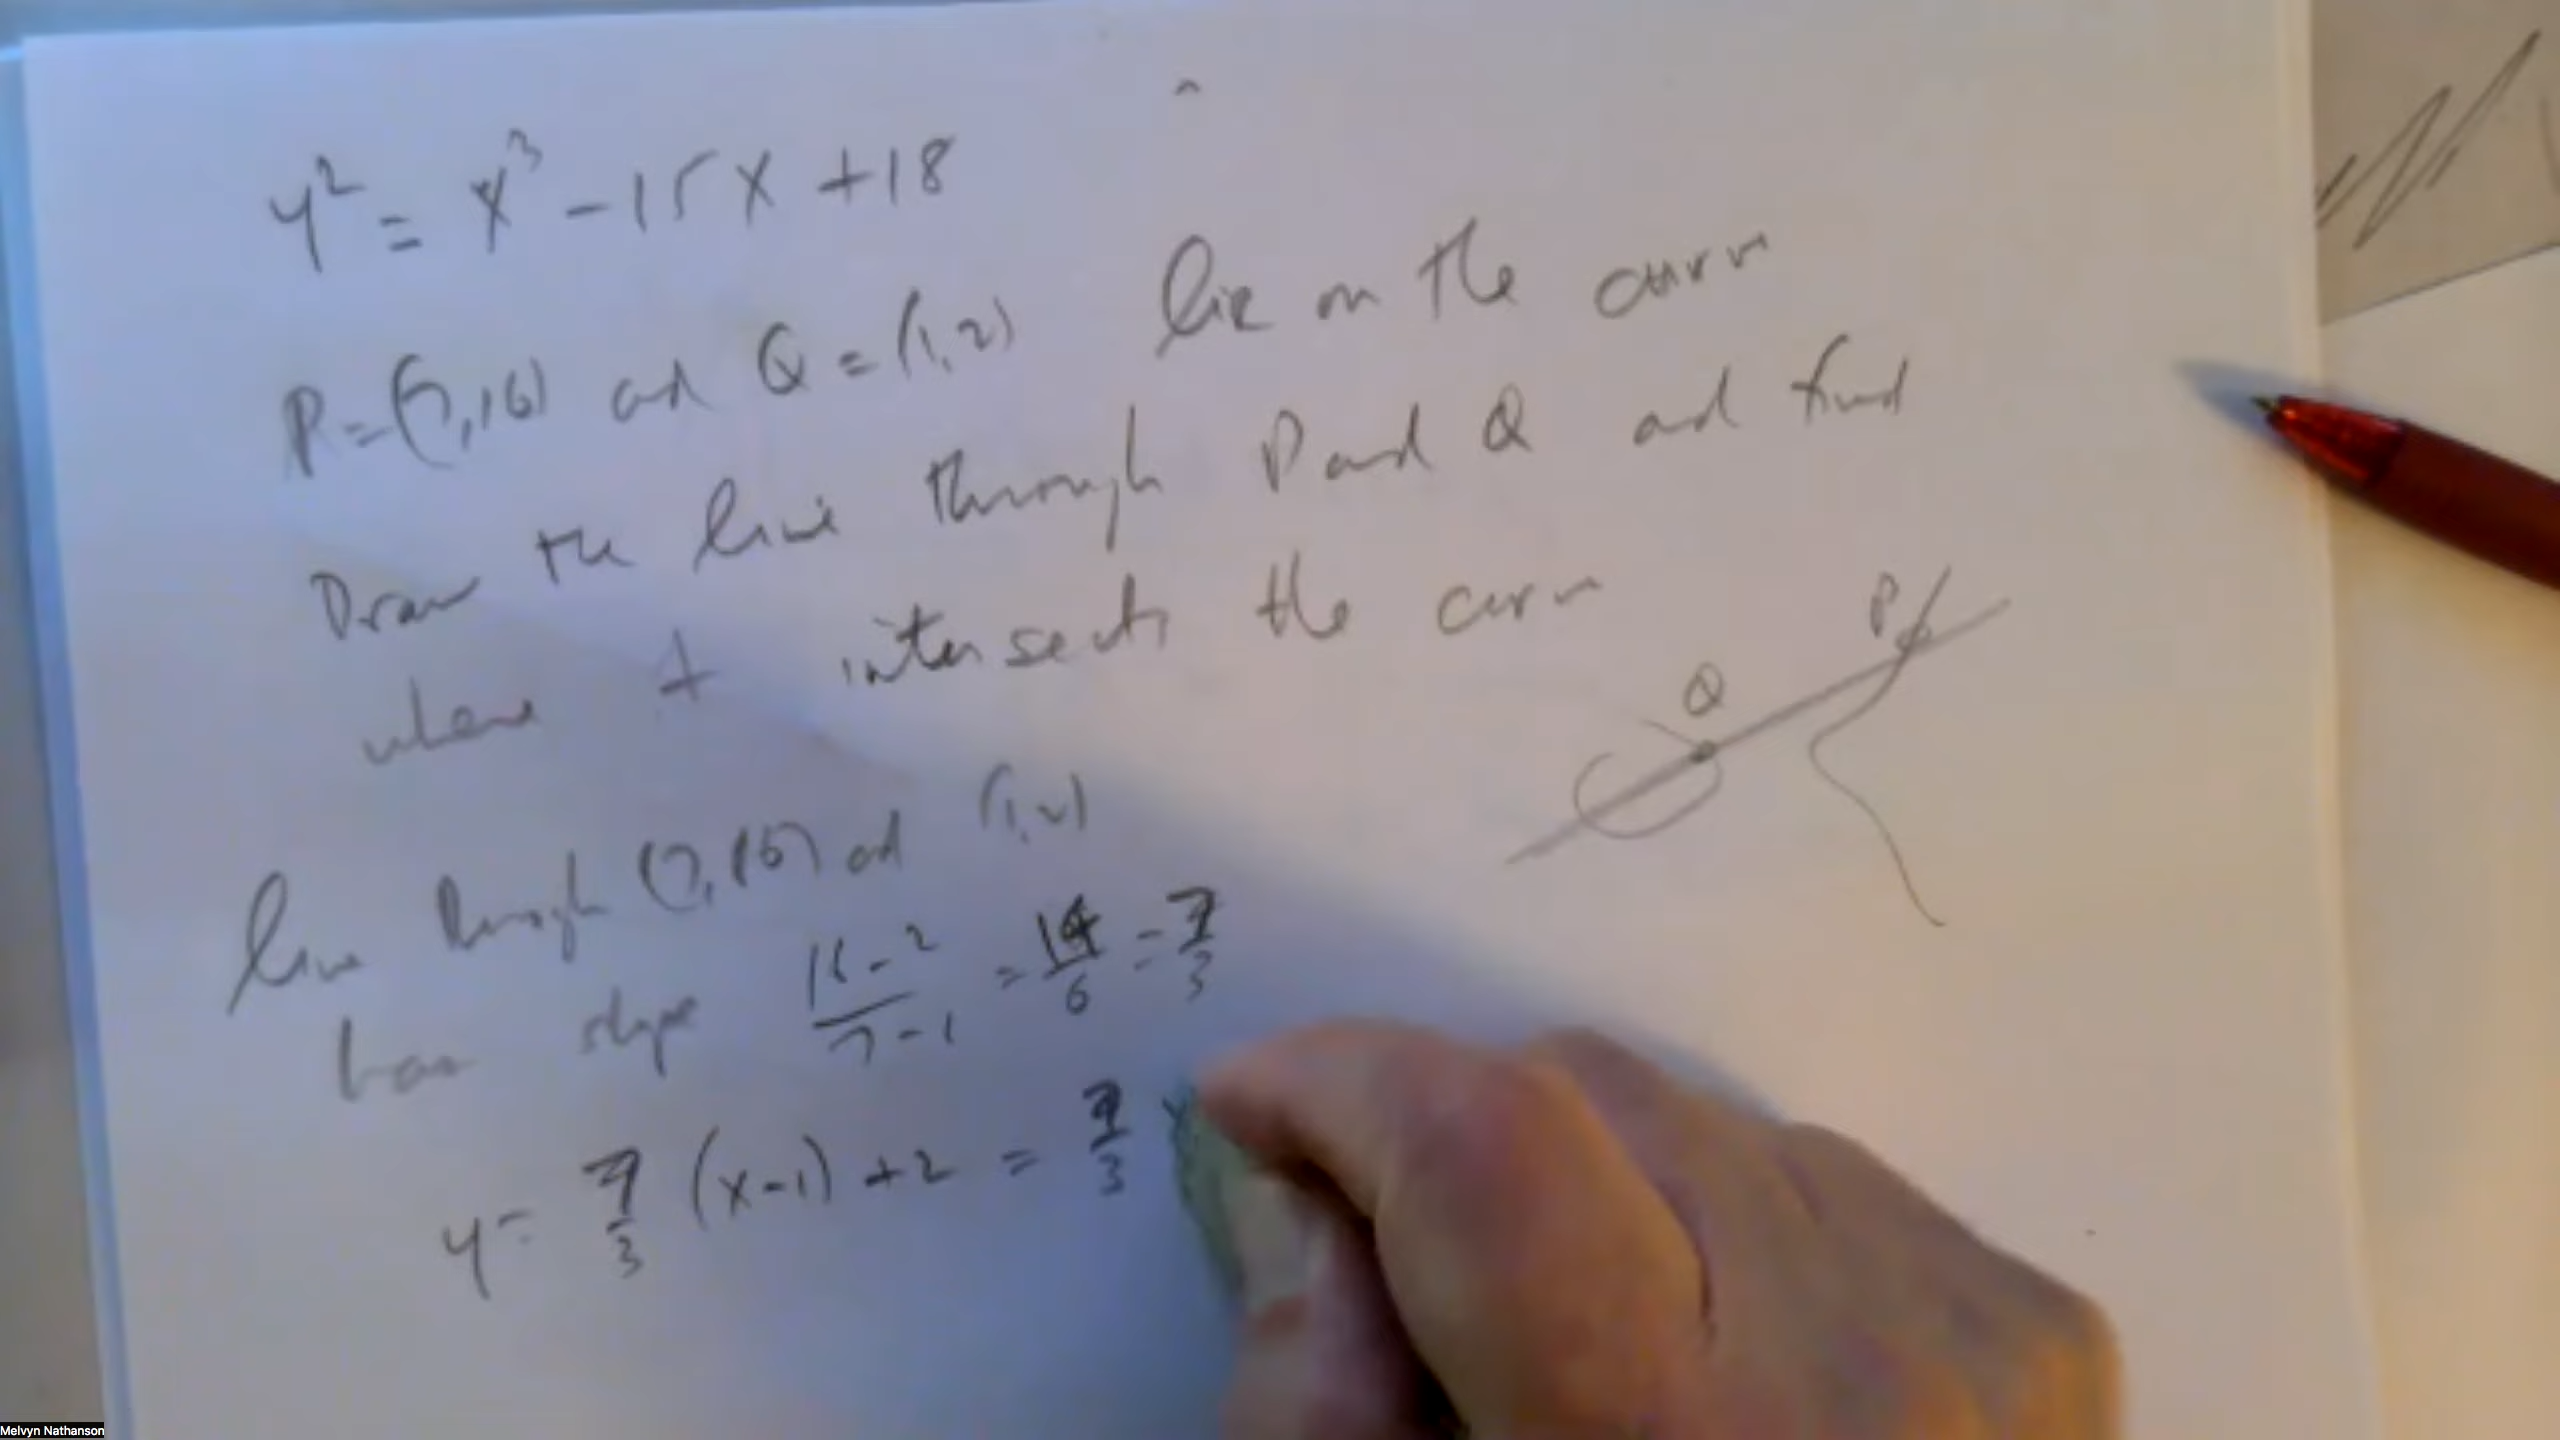 y² = x³ - 15x + 18
P = (7,16) and Q = (1,2) lie on the curve
Draw the line through P and Q and find
where it intersects the curve
P
Q
line through (7,16) and (1,2)
has slope 16-2/7-1 = 14/6 = 7/3
y = 7/3 (x-1) + 2 = 7/3 x
Melvyn Nathanson